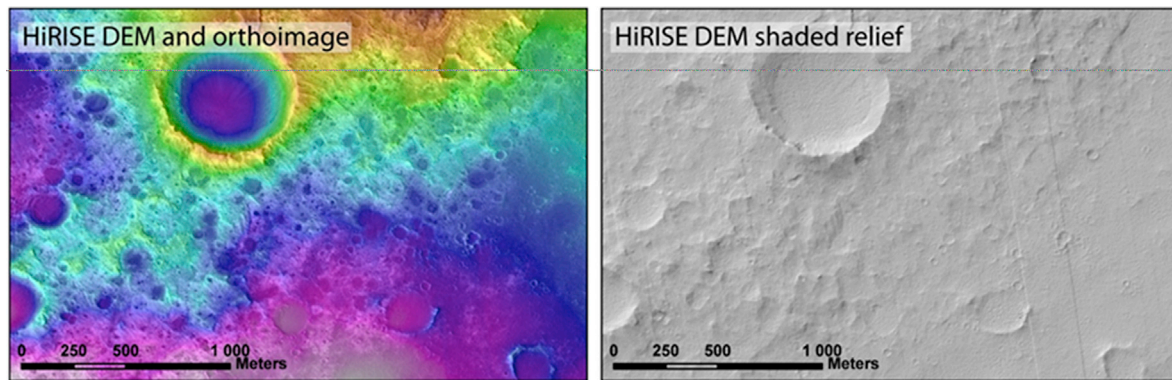 HiRISE DEM and orthoimage
0 250 500 1 000
Meters
HiRISE DEM shaded relief
0 250 500 1 000
Meters